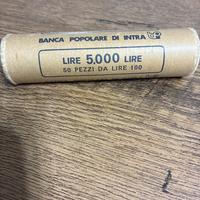 BANCA POPOLARE DI INTRA
LIRE 5.000 LIRE
50 PEZZI DA LIRE 100